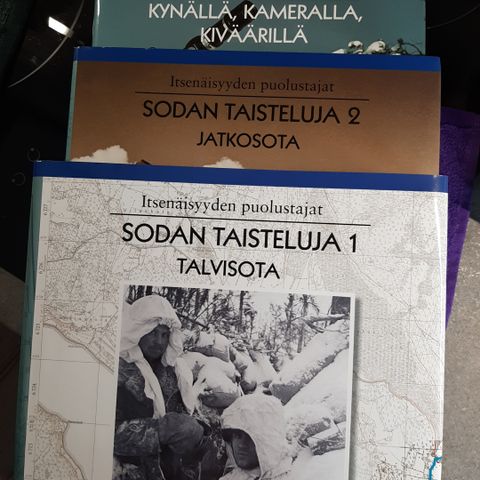 KYNÄLLÄ, KAMERALLA,
KIVÄÄRILLÄ
Itsenäisyyden puolustajat
SODAN TAISTELUJA 2
JATKOSOTA
Itsenäisyyden puolustajat
SODAN TAISTELUJA 1
TALVISOTA